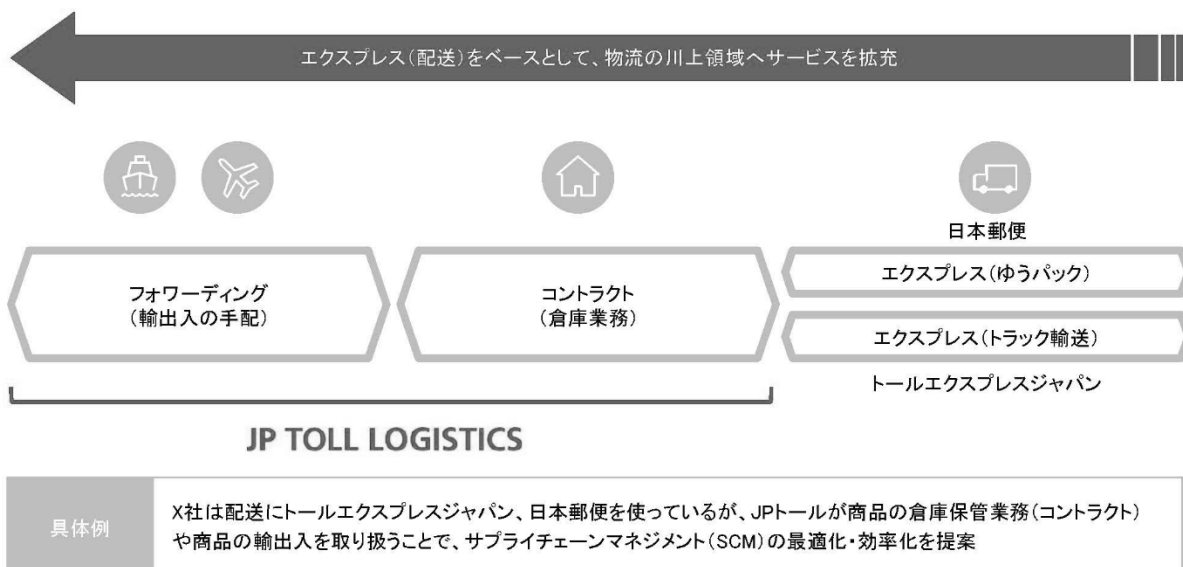 エクスプレス(配送)をベースとして、物流の川上領域へサービスを拡充
日本郵便
フォワーディング
(輸出入の手配)
コントラクト
(倉庫業務)
エクスプレス(ゆうパック)
エクスプレス(トラック輸送)
トールエクスプレスジャパン
JP TOLL LOGISTICS
具体例
X社は配送にトールエクスプレスジャパン、日本郵便を使っているが、JPトールが商品の倉庫保管業務(コントラクト)
や商品の輸出入を取り扱うことで、サプライチェーンマネジメント(SCM)の最適化・効率化を提案